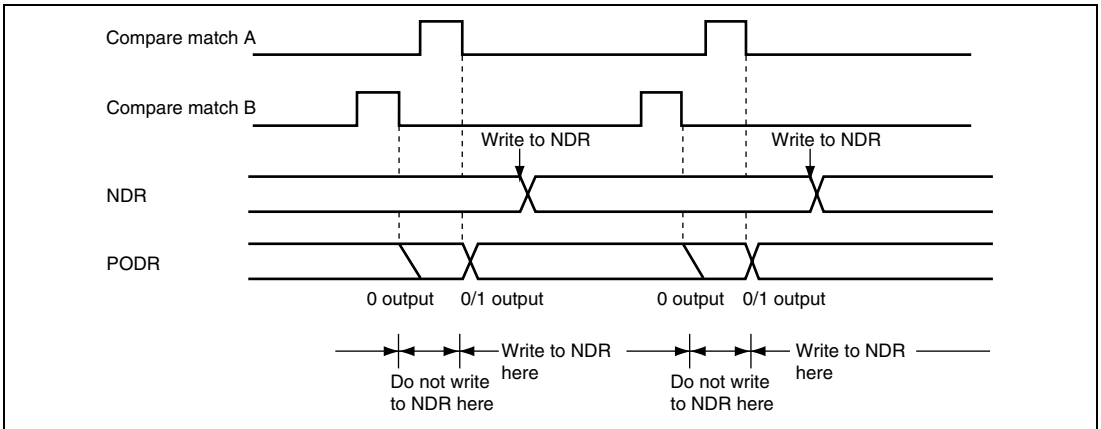 Compare match A
Compare match B
Write to NDR
Write to NDR
NDR
PODR
0 output
0/1 output
0 output
0/1 output
Write to NDR
here
Write to NDR
here
Do not write
to NDR here
Do not write
to NDR here